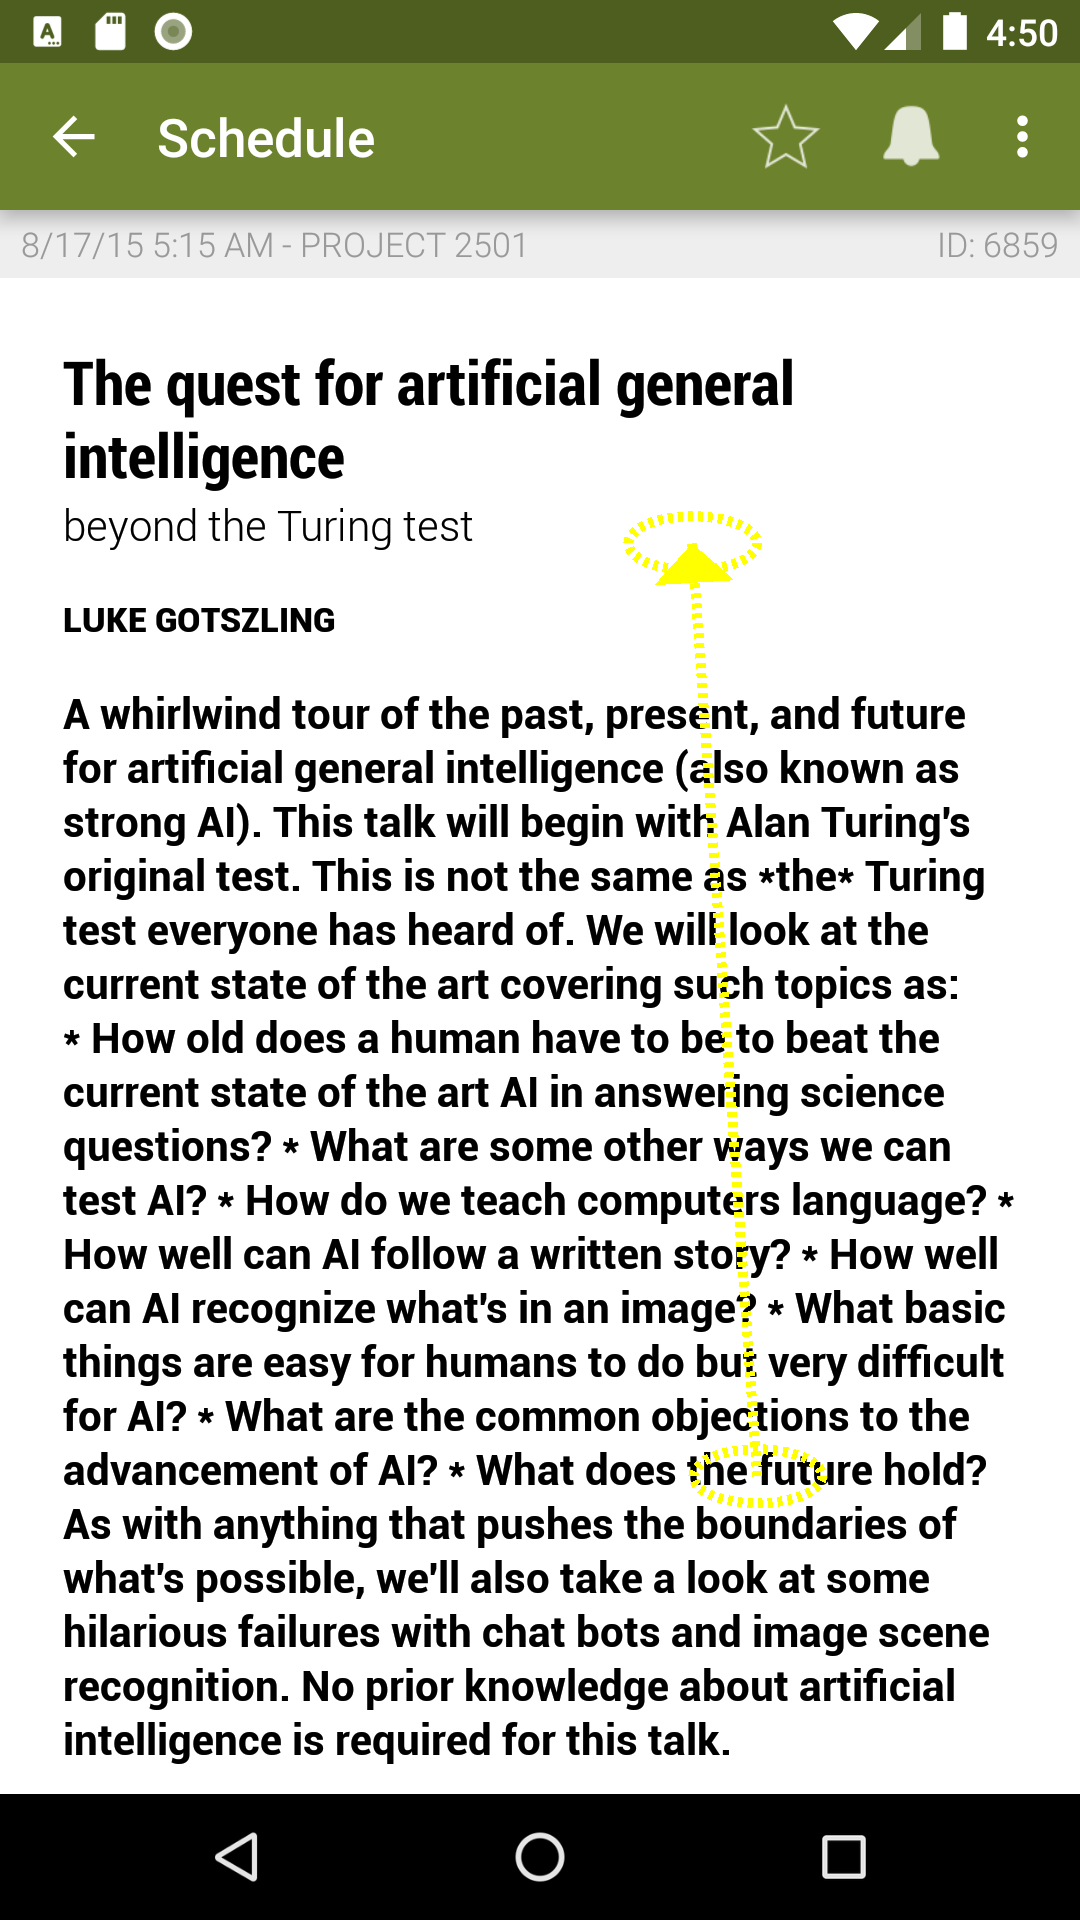 4:50
Schedule
8/17/15 5:15 AM - PROJECT 2501
ID: 6859
The quest for artificial general
intelligence
beyond the Turing test
LUKE GOTSZLING
A whirlwind tour of the past, present, and future
for artificial general intelligence (also known as
strong AI). This talk will begin with Alan Turing's
original test. This is not the same as *the* Turing
test everyone has heard of. We will look at the
current state of the art covering such topics as:
* How old does a human have to be to beat the
current state of the art AI in answering science
questions? * What are some other ways we can
test AI? * How do we teach computers language? *
How well can AI follow a written story? * How well
can AI recognize what's in an image? * What basic
things are easy for humans to do but very difficult
for AI? * What are the common objections to the
advancement of AI? * What does the future hold?
As with anything that pushes the boundaries of
what's possible, we'll also take a look at some
hilarious failures with chat bots and image scene
recognition. No prior knowledge about artificial
intelligence is required for this talk.